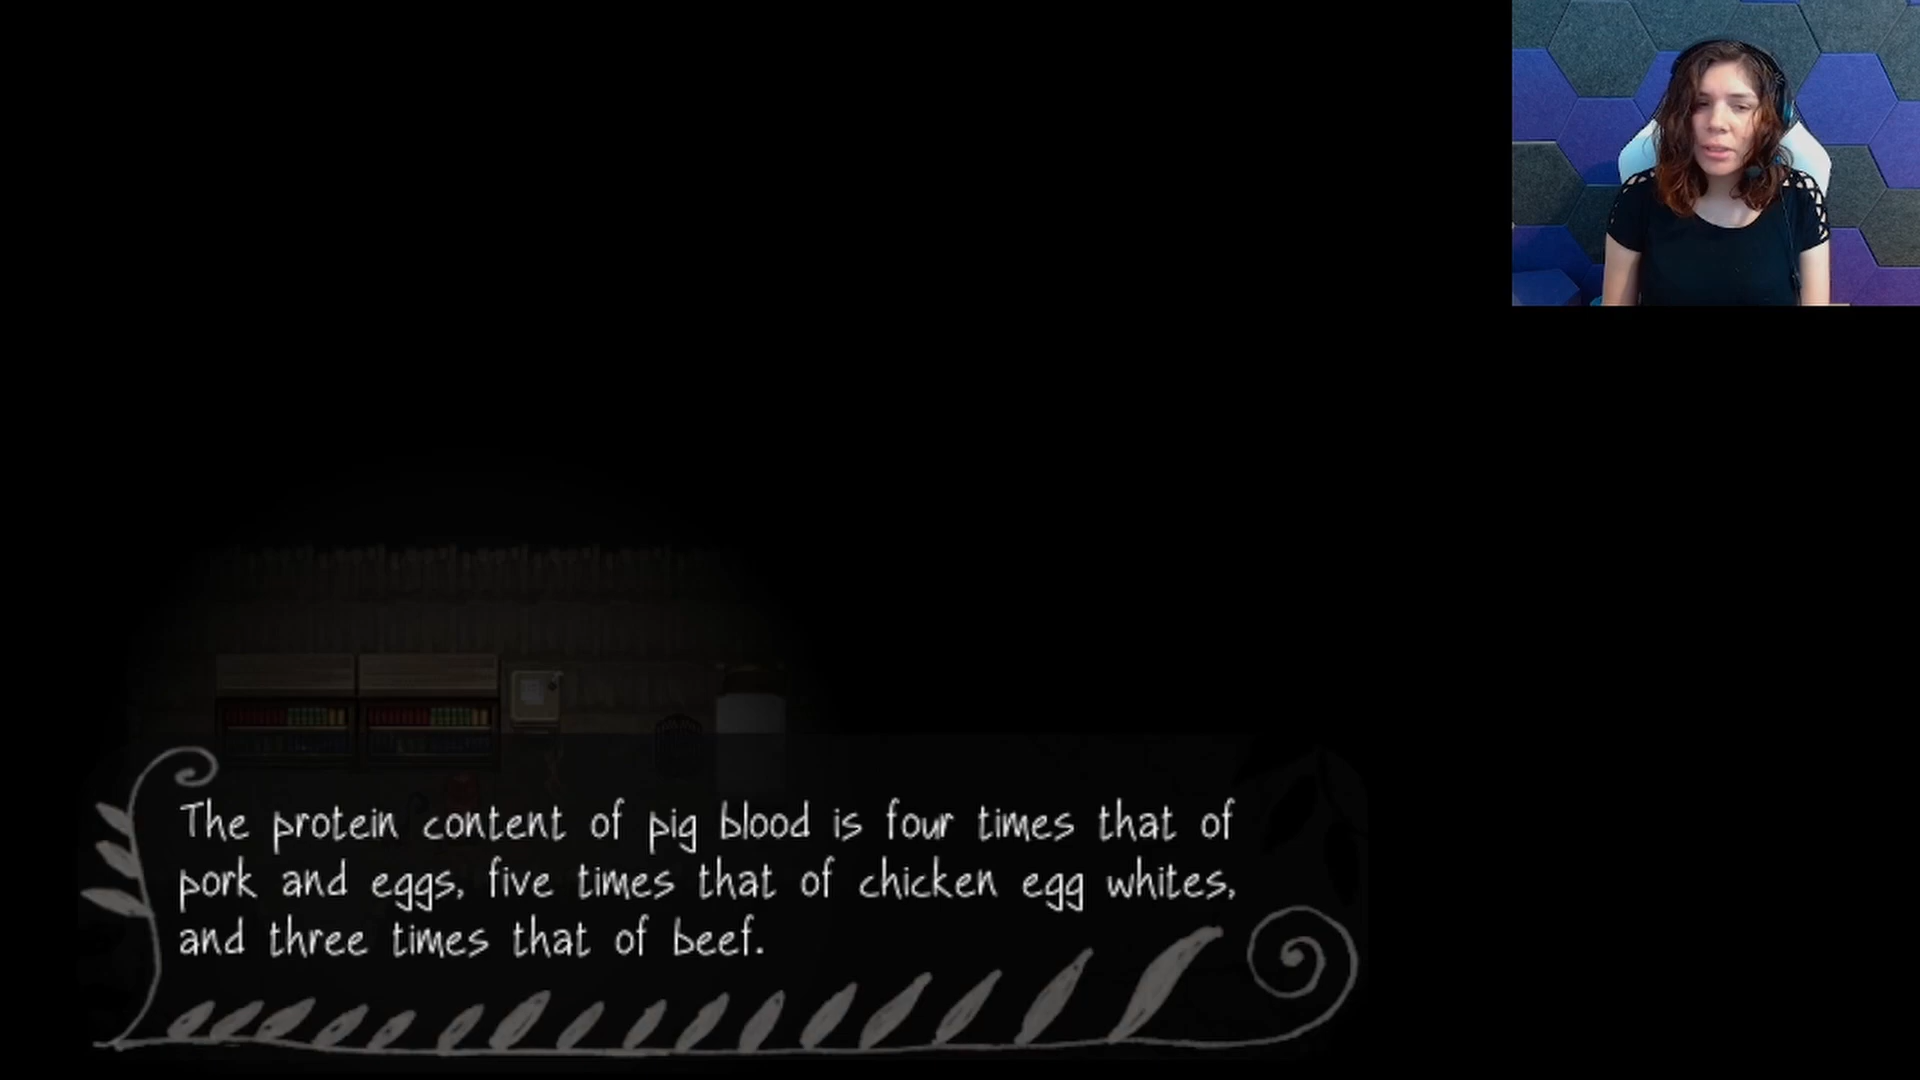 The protein content of pig blood is four times that of
pork and eggs, five times that of chicken egg whites,
and three times that of beef.